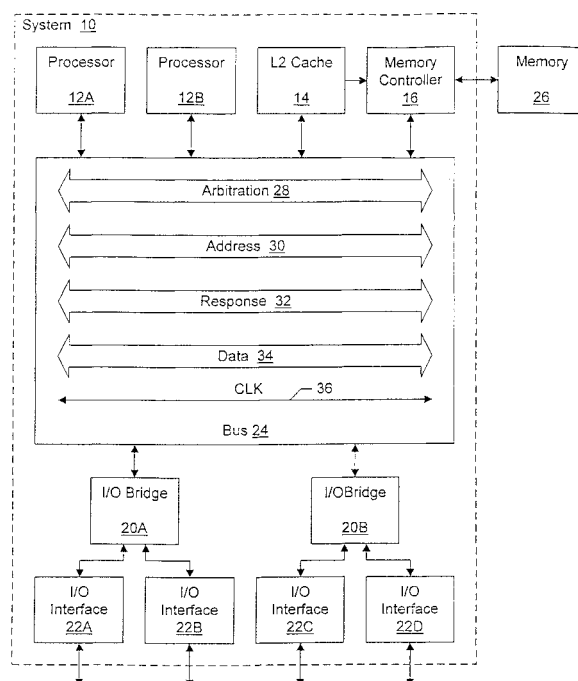 System 10
Processor
12A
Processor
12B
L2 Cache
14
Memory
Controller
16
Memory
26
Arbitration 28
Address 30
Response 32
Data 34
CLK
36
Bus 24
I/O Bridge
20A
I/OBridge
20B
I/O
Interface
22A
I/O
Interface
22B
I/O
Interface
22C
I/O
Interface
22D